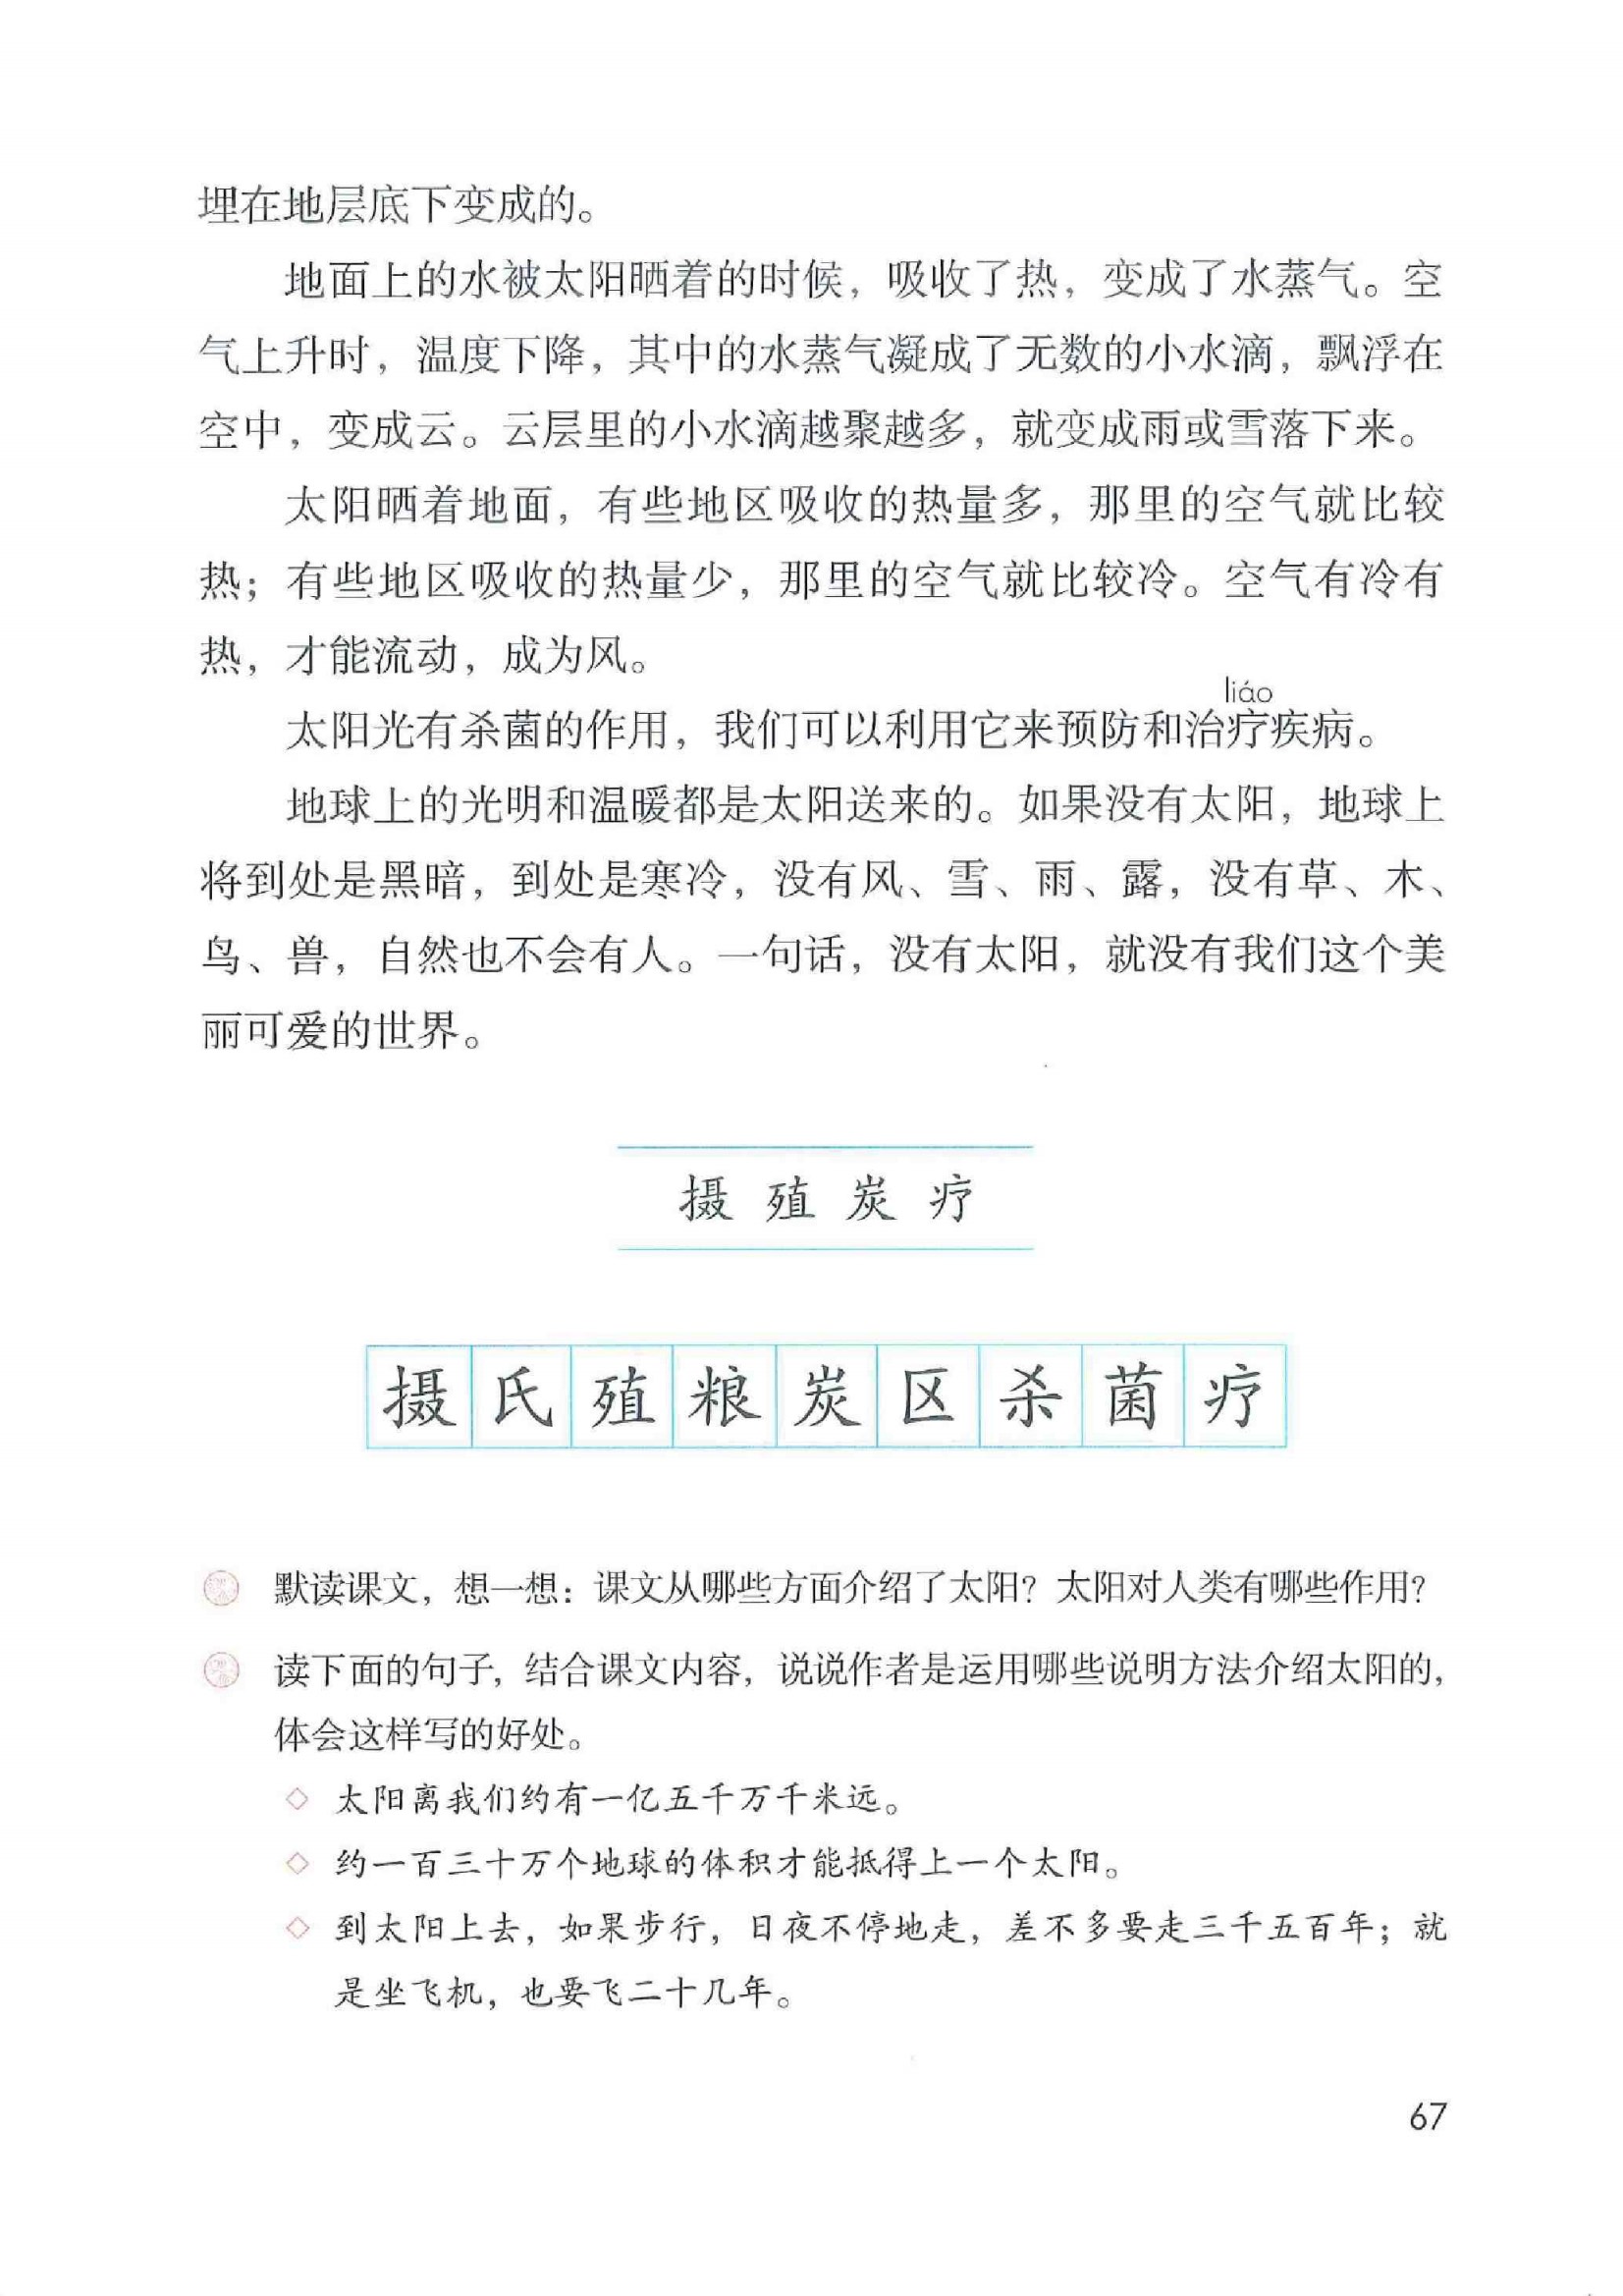 埋在地层底下变成的。
地面上的水被太阳晒着的时候，吸收了热，变成了水蒸气。空
气上升时，温度下降，其中的水蒸气凝成了无数的小水滴，飘浮在
空中，变成云。云层里的小水滴越聚越多，就变成雨或雪落下来。
太阳晒着地面，有些地区吸收的热量多，那里的空气就比较
热；有些地区吸收的热量少，那里的空气就比较冷。空气有冷有
热，才能流动，成为风。
liáo
太阳光有杀菌的作用，我们可以利用它来预防和治疗疾病。
地球上的光明和温暖都是太阳送来的。如果没有太阳，地球上
将到处是黑暗，到处是寒冷，没有风、雪、雨、露，没有草、木、
鸟、兽，自然也不会有人。一句话，没有太阳，就没有我们这个美
丽可爱的世界。
摄 殖 炭 疗
摄 氏 殖 粮 炭 区 杀 菌 疗
默读课文，想一想：课文从哪些方面介绍了太阳？太阳对人类有哪些作用？
读下面的句子，结合课文内容，说说作者是运用哪些说明方法介绍太阳的，
体会这样写的好处。
◇ 太阳离我们约有一亿五千万千米远。
◇ 约一百三十万个地球的体积才能抵得上一个太阳。
◇ 到太阳上去，如果步行，日夜不停地走，差不多要走三千五百年；就
是坐飞机，也要飞二十几年。
67